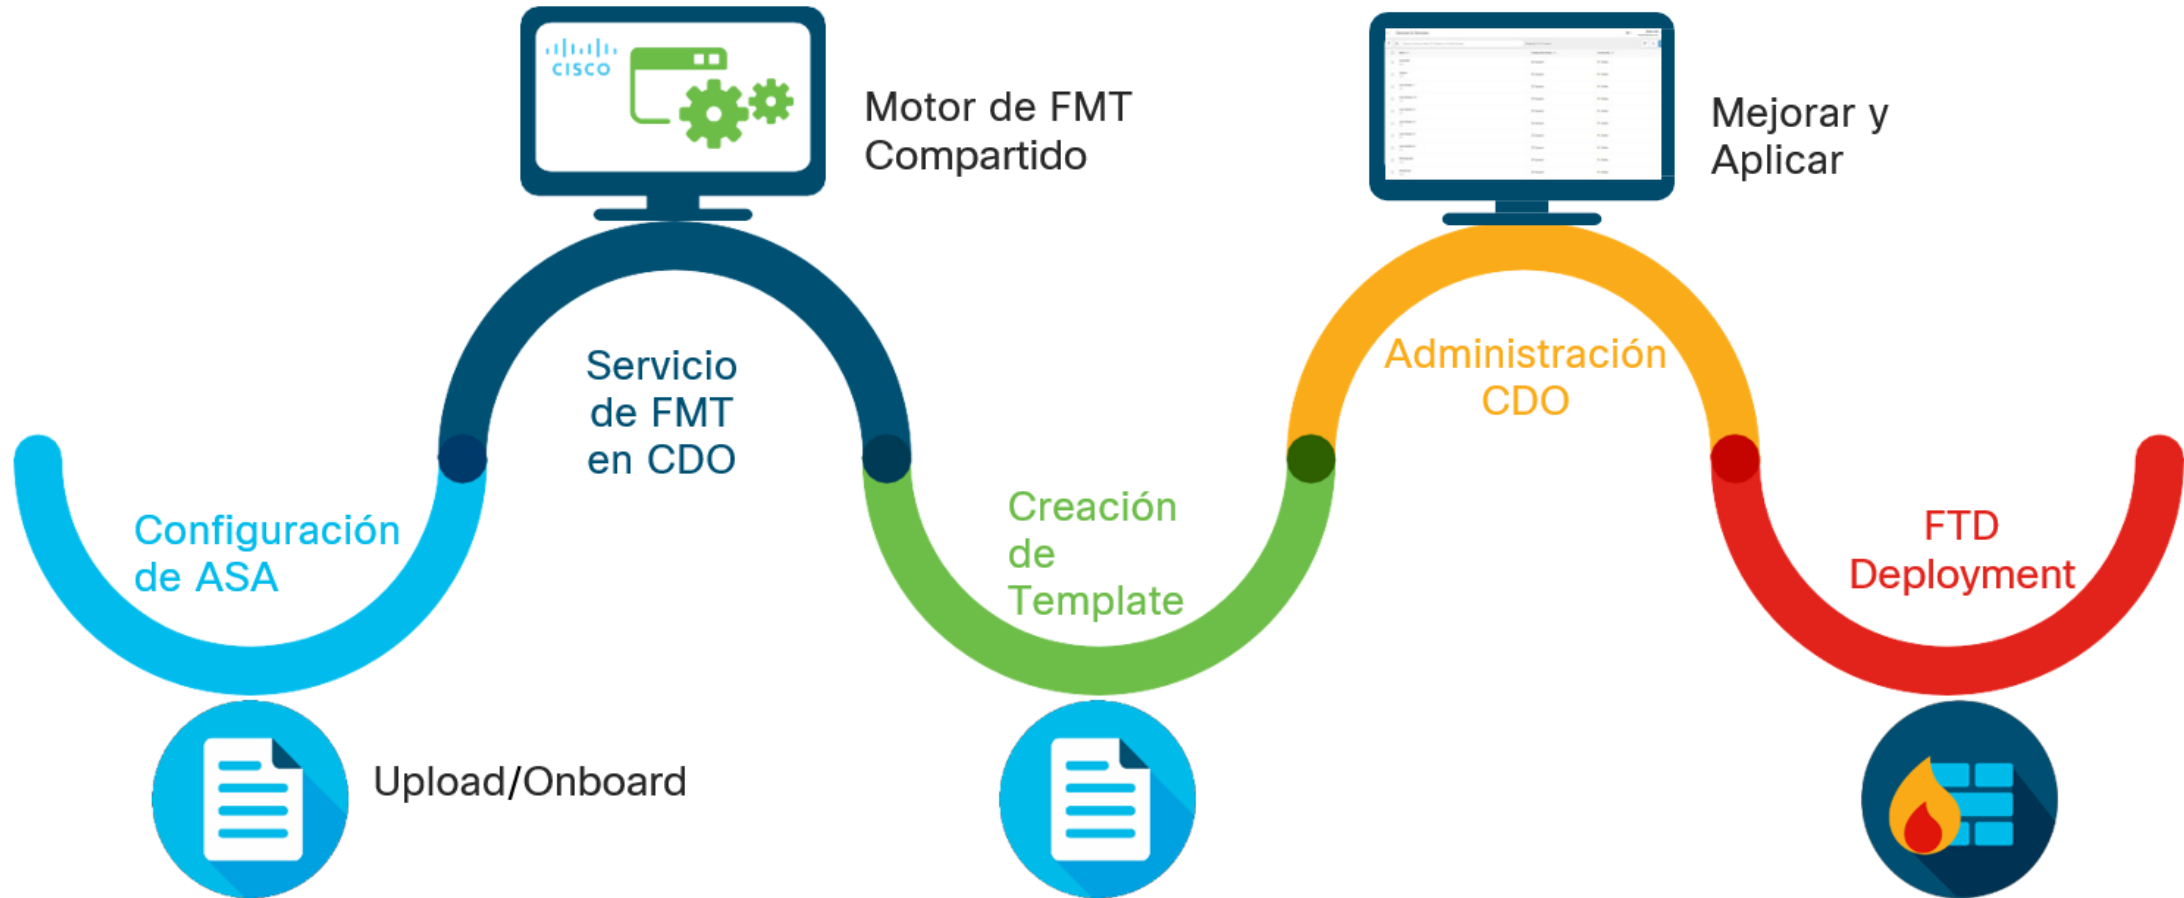 CISCO
Motor de FMT
Compartido
Mejorar y
Aplicar
Servicio
de FMT
en CDO
Administración
CDO
Configuración
de ASA
Creación
de
Template
FTD
Deployment
Upload/Onboard